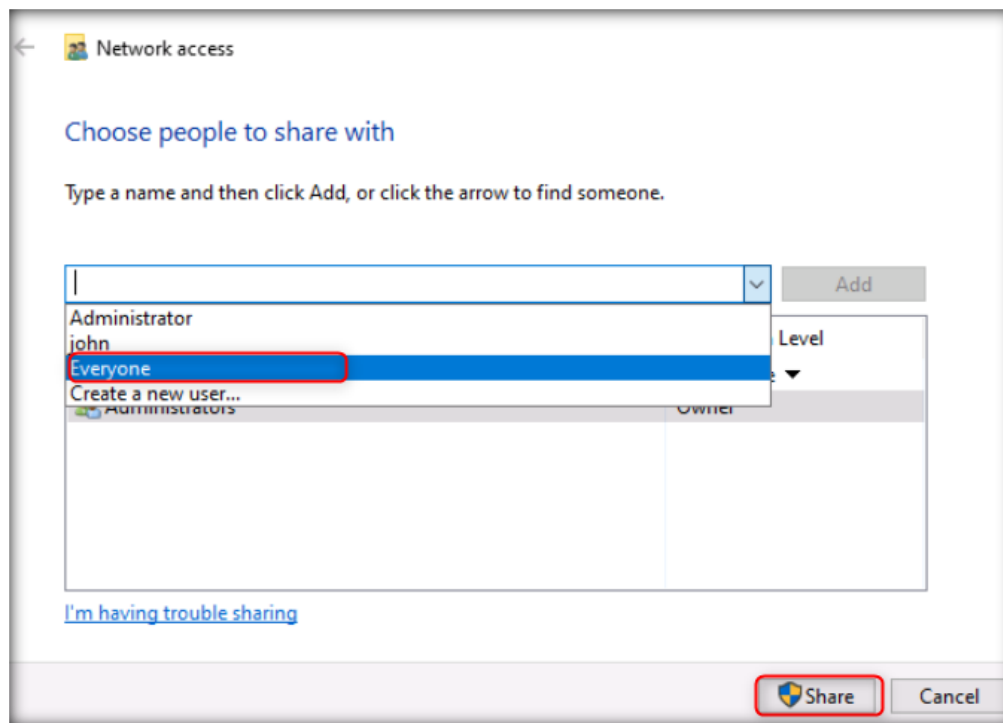 Network access
Choose people to share with
Type a name and then click Add, or click the arrow to find someone.
Add
Administrator
john
Level
Everyone
Create a new user...
Administrators Owner
I'm having trouble sharing
Share Cancel